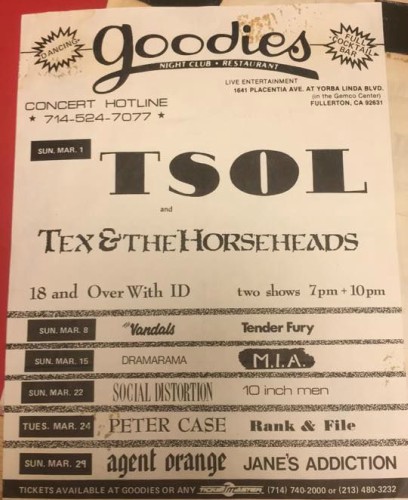 DANCING
goodies
FULL COCKTAIL BAR
NIGHT CLUB • RESTAURANT
LIVE ENTERTAINMENT
1641 PLACENTIA AVE. AT YORBA LINDA BLVD.
(in the Gemco Center)
FULLERTON, CA 92631
CONCERT HOTLINE
★ 714-524-7077 ★
SUN. MAR. 1
TSOL
and
TEX & THE HORSEHEADS
18 and Over With ID two shows 7pm + 10pm
SUN. MAR. 8 the Vandals Tender Fury
SUN. MAR. 15 DRAMARAMA M.I.A.
SUN. MAR. 22 SOCIAL DISTORTION 10 inch men
TUES. MAR. 24 PETER CASE Rank & File
SUN. MAR. 29 agent orange JANE'S ADDICTION
TICKETS AVAILABLE AT GOODIES OR ANY TICKETMASTER (714) 740-2000 or (213) 480-3232